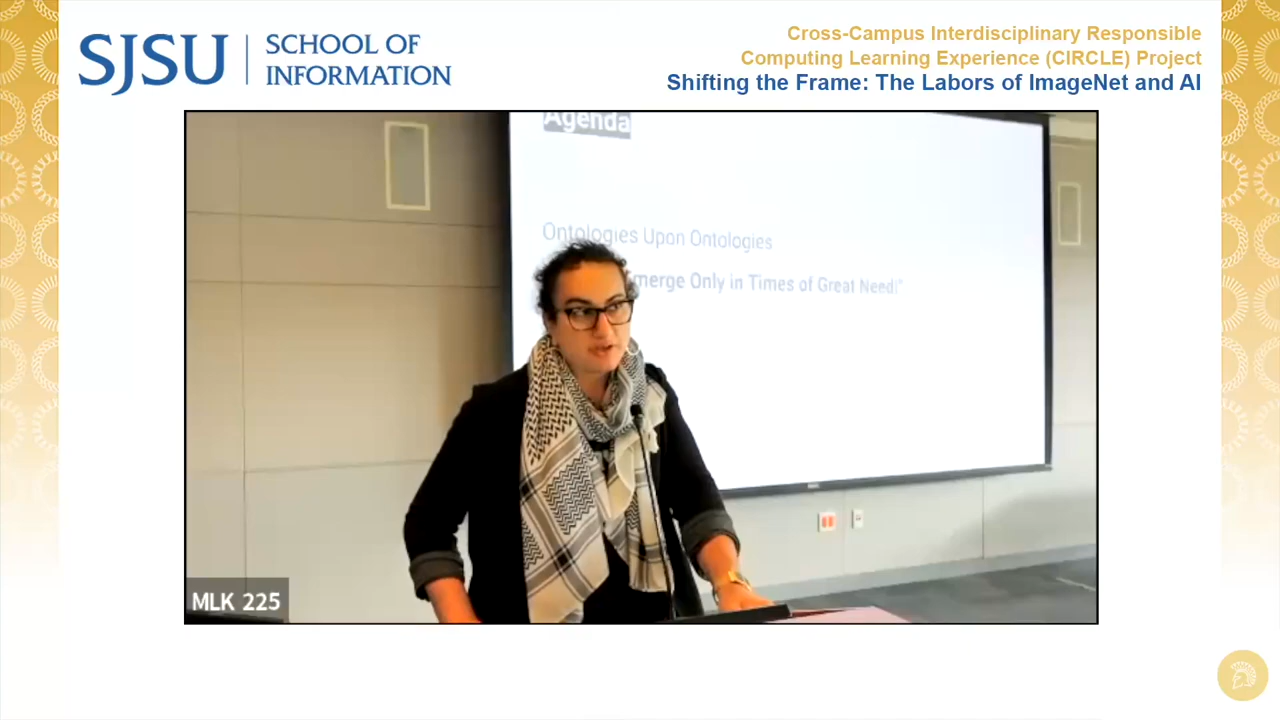 SJSU
SCHOOL OF
INFORMATION
Cross-Campus Interdisciplinary Responsible
Computing Learning Experience (CIRCLE) Project
Shifting the Frame: The Labors of ImageNet and AI
Agenda
Ontologies Upon Ontologies
merge Only in Times of Great Need"
MLK 225